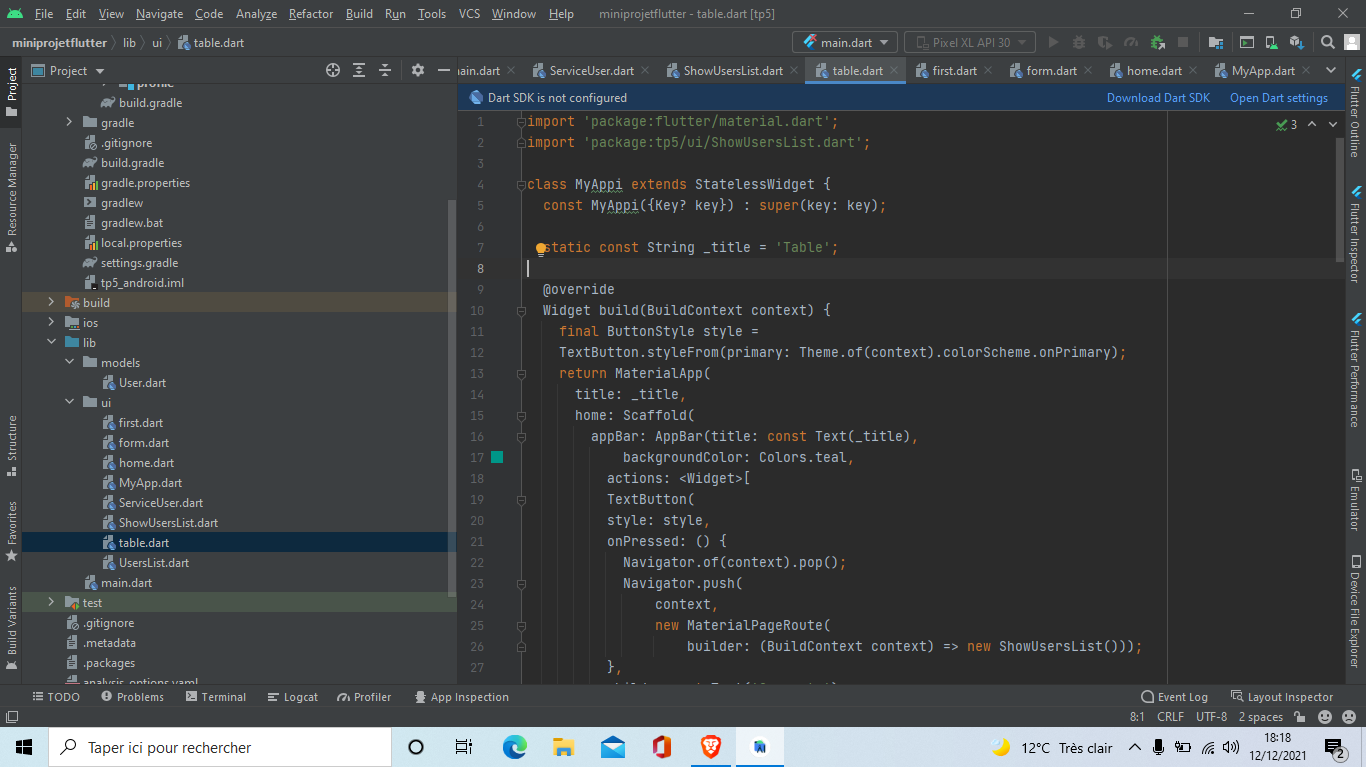 File Edit View Navigate Code Analyze Refactor Build Run Tools VCS Window Help miniprojetflutter - table.dart [tp5]
miniprojetflutter lib ui table.dart main.dart Pixel XL API 30
Project ain.dart ServiceUser.dart ShowUsersList.dart table.dart first.dart form.dart home.dart MyApp.dart
Dart SDK is not configured Download Dart SDK Open Dart settings
Project
Resource Manager
Structure
Favorites
Build Variants
profile
build.gradle
gradle
.gitignore
build.gradle
gradle.properties
gradlew
gradlew.bat
local.properties
settings.gradle
tp5_android.iml
build
ios
lib
models
User.dart
ui
first.dart
form.dart
home.dart
MyApp.dart
ServiceUser.dart
ShowUsersList.dart
table.dart
UsersList.dart
main.dart
test
.gitignore
.metadata
.packages
analysis_options.yaml
1 import 'package:flutter/material.dart';
2 import 'package:tp5/ui/ShowUsersList.dart';
3
4 class MyAppi extends StatelessWidget {
5 const MyAppi({Key? key}) : super(key: key);
6
7 static const String _title = 'Table';
8
9 @override
10 Widget build(BuildContext context) {
11 final ButtonStyle style =
12 TextButton.styleFrom(primary: Theme.of(context).colorScheme.onPrimary);
13 return MaterialApp(
14 title: _title,
15 home: Scaffold(
16 appBar: AppBar(title: const Text(_title),
17 backgroundColor: Colors.teal,
18 actions: <Widget>[
19 TextButton(
20 style: style,
21 onPressed: () {
22 Navigator.of(context).pop();
23 Navigator.push(
24 context,
25 new MaterialPageRoute(
26 builder: (BuildContext context) => new ShowUsersList()));
27 },
3
Flutter Outline
Flutter Inspector
Flutter Performance
Emulator
Device File Explorer
TODO Problems Terminal Logcat Profiler App Inspection Event Log Layout Inspector
8:1 CRLF UTF-8 2 spaces
Taper ici pour rechercher 12°C Très clair 18:18
12/12/2021 2